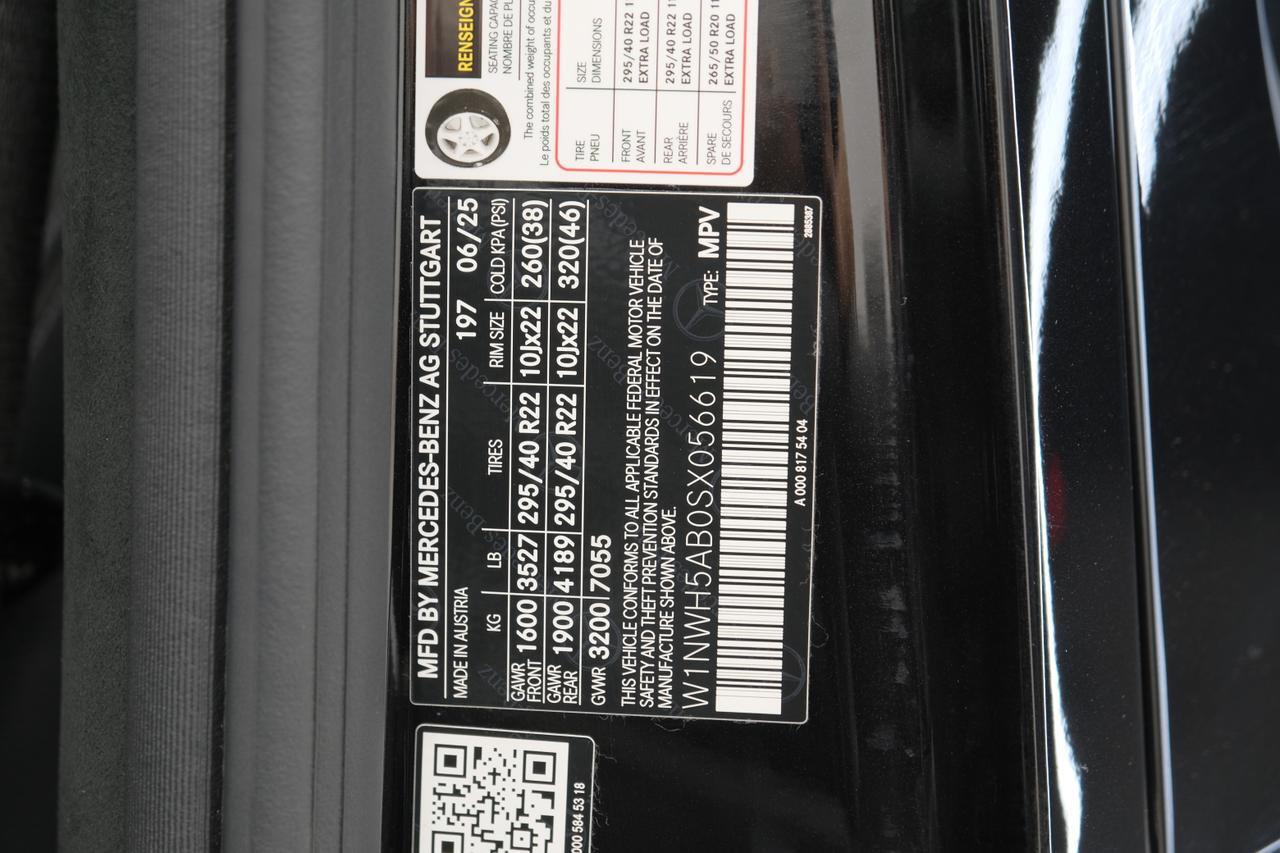 RENSEIGN
SEATING CAPA
NOMBRE DE PL
The combined weight of occu
Le poids total des occupants et du
TIRE
PNEU
SIZE
DIMENSIONS
FRONT
AVANT
295/40 R22 1
EXTRA LOAD
REAR
ARRIÈRE
295/40 R22 1
EXTRA LOAD
SPARE
DE SECOURS
265/50 R20 11
EXTRA LOAD
MFD BY MERCEDES-BENZ AG STUTTGART
MADE IN AUSTRIA 197 06/25
KG LB TIRES RIM SIZE COLD KPA(PSI)
GAWR
FRONT 1600 3527 295/40 R22 10Jx22 260(38)
GAWR
REAR 1900 4189 295/40 R22 10Jx22 320(46)
GVWR 3200 7055
THIS VEHICLE CONFORMS TO ALL APPLICABLE FEDERAL MOTOR VEHICLE
SAFETY AND THEFT PREVENTION STANDARDS IN EFFECT ON THE DATE OF
MANUFACTURE SHOWN ABOVE.
W1NWH5AB0SX056619 TYPE: MPV
A 000 817 54 04
2885387
000 584 53 18